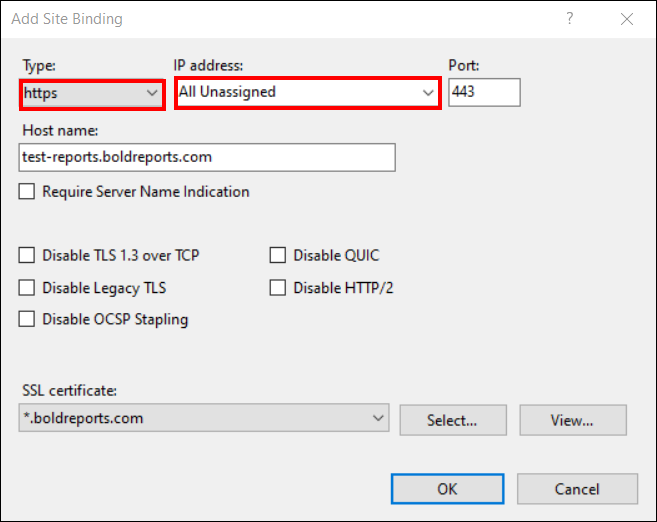 Add Site Binding
?
Type: IP address: Port:
https All Unassigned 443
Host name:
test-reports.boldreports.com
Require Server Name Indication
Disable TLS 1.3 over TCP Disable QUIC
Disable Legacy TLS Disable HTTP/2
Disable OCSP Stapling
SSL certificate:
*.boldreports.com Select... View...
OK Cancel